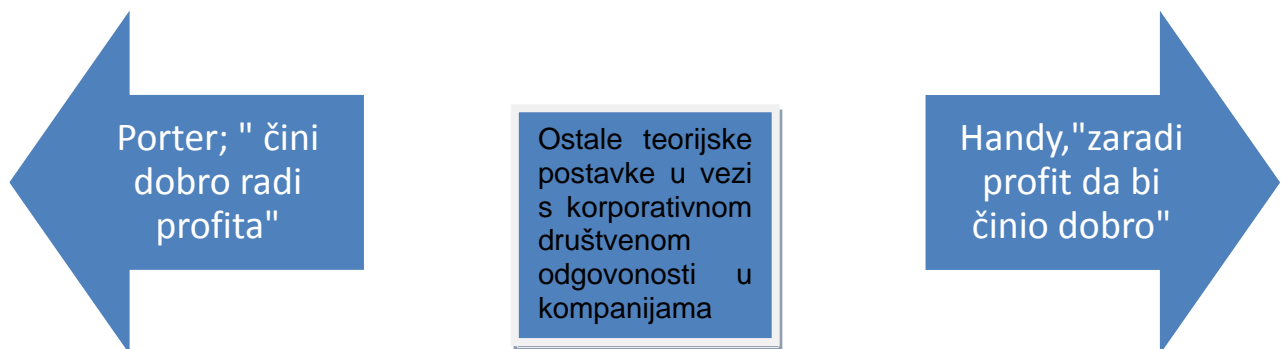 Porter; " čini
dobro radi
profita"
Ostale teorijske
postavke u vezi
s korporativnom
društvenom
odgovonosti u
kompanijama
Handy,"zaradi
profit da bi
činio dobro"